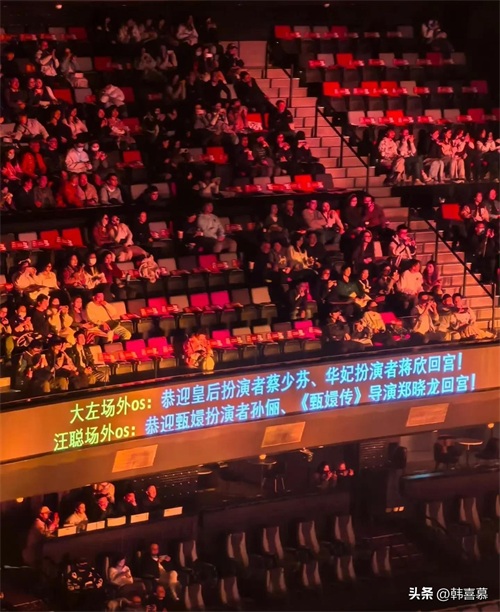 大左场外os：恭迎皇后扮演者蔡少芬、华妃扮演者蒋欣回宫！
汪聪场外os：恭迎甄嬛扮演者孙俪、《甄嬛传》导演郑晓龙回宫！
头条 @韩喜慕